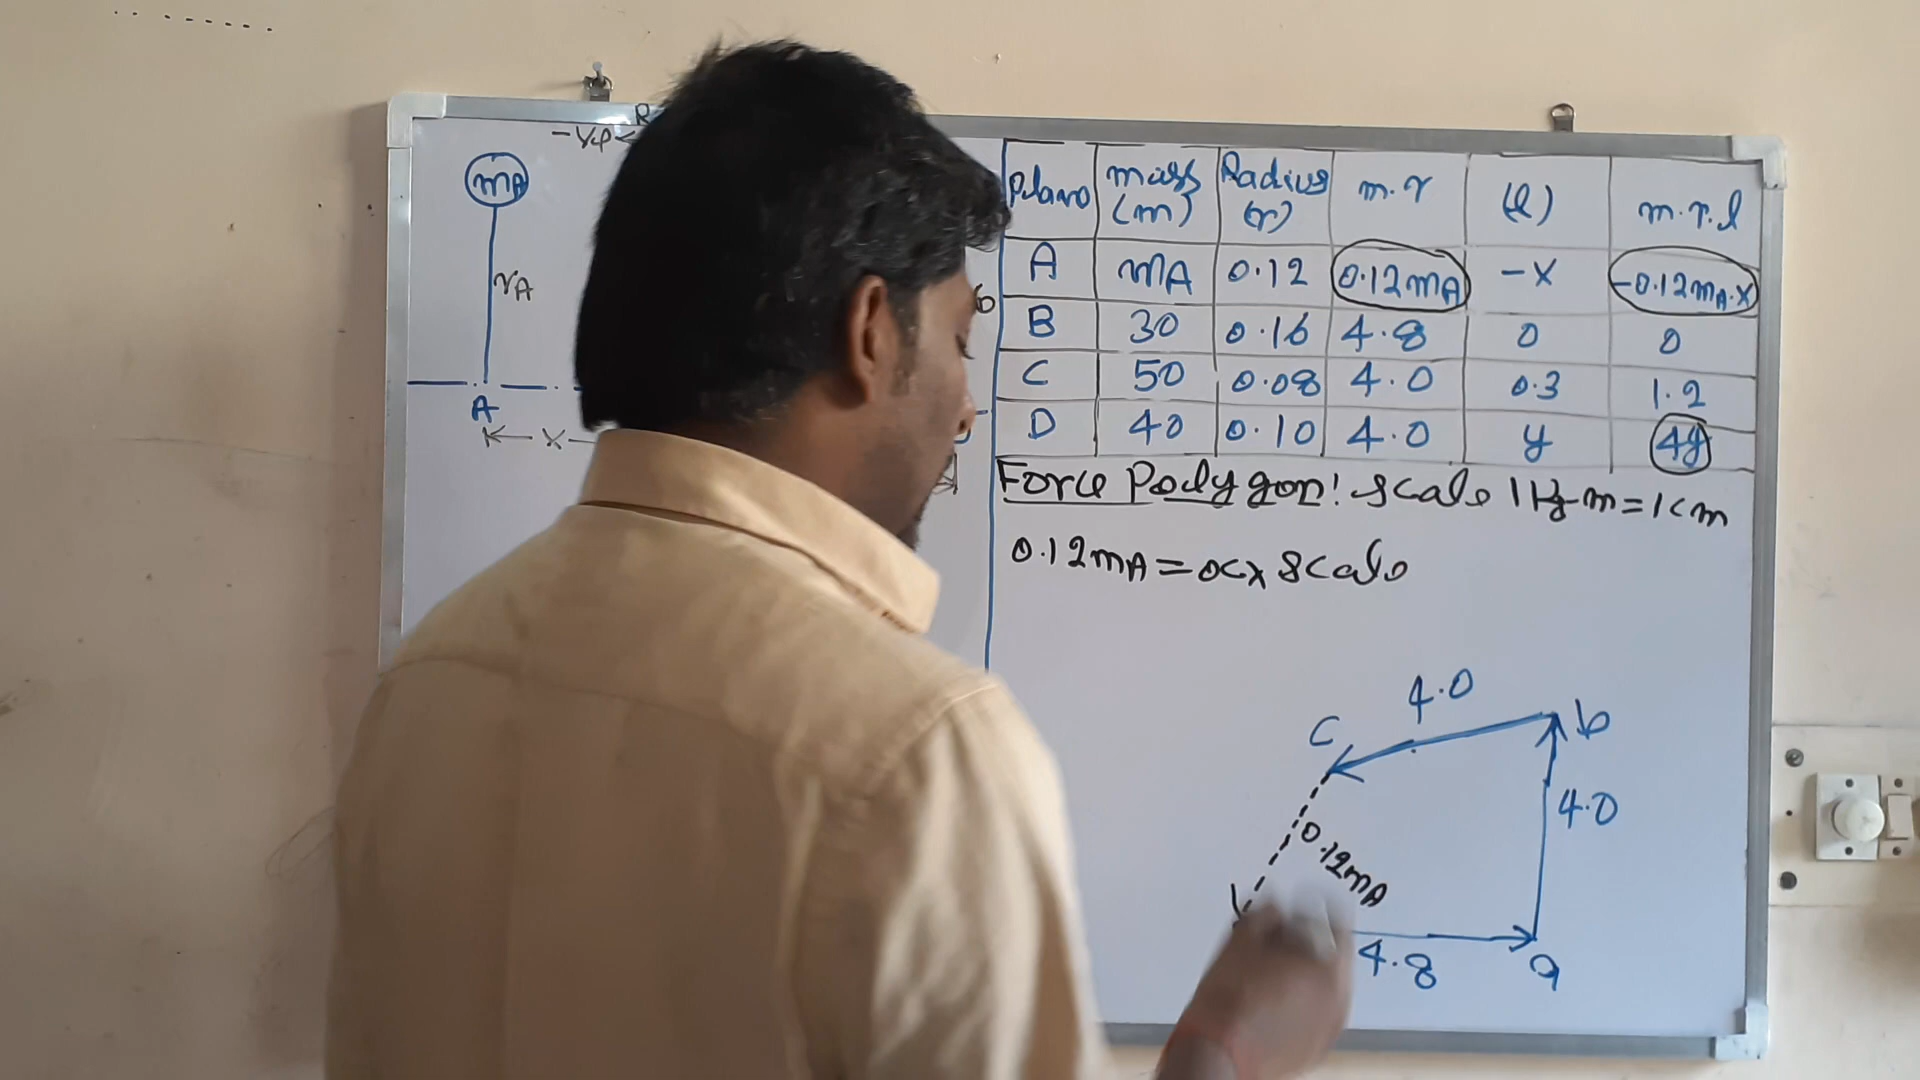 mA
rA
A
X
Plane mass (m) Radius (r) m.r (l) m.r.l
A mA 0.12 0.12mA -X -0.12mA.X
B 30 0.16 4.8 0 0
C 50 0.08 4.0 0.3 1.2
D 40 0.10 4.0 y 4y
Force Polygon: scale 1 kg m = 1cm
0.12mA = oc x scale
4.0
c
b
4.0
0.12mA
4.8
a